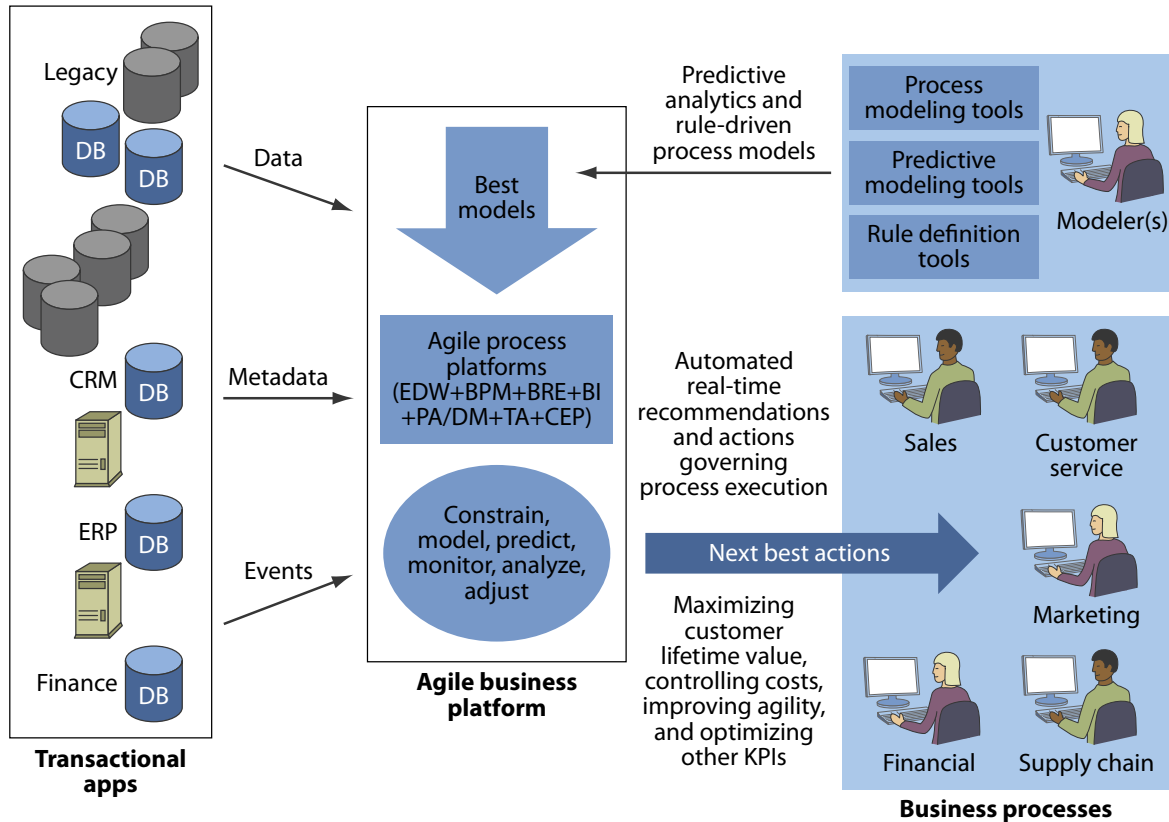 Legacy
DB
DB
CRM
DB
ERP
DB
Finance
DB
Transactional
apps
Data
Metadata
Events
Best
models
Agile process
platforms
(EDW+BPM+BRE+BI
+PA/DM+TA+CEP)
Constrain,
model, predict,
monitor, analyze,
adjust
Agile business
platform
Predictive
analytics and
rule-driven
process models
Process
modeling tools
Predictive
modeling tools
Rule definition
tools
Modeler(s)
Automated
real-time
recommendations
and actions
governing
process execution
Next best actions
Maximizing
customer
lifetime value,
controlling costs,
improving agility,
and optimizing
other KPIs
Sales
Customer
service
Marketing
Financial
Supply chain
Business processes